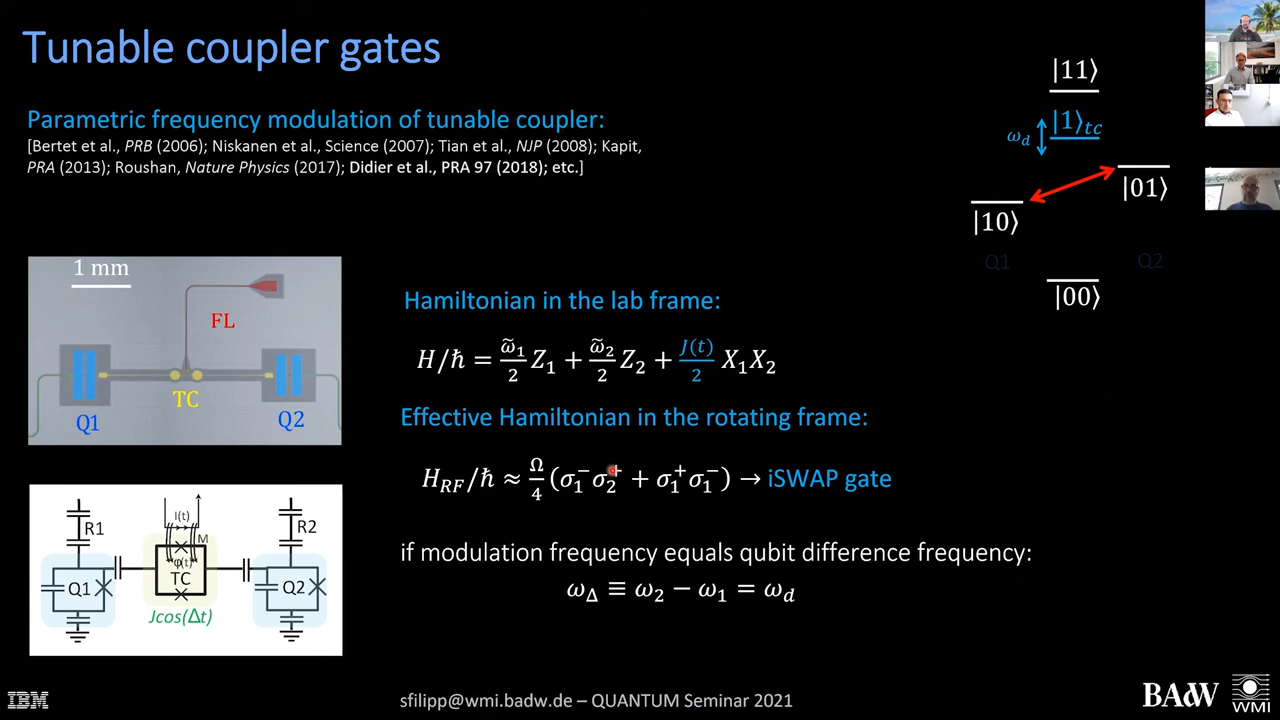 Tunable coupler gates
Parametric frequency modulation of tunable coupler:
[Bertet et al., PRB (2006); Niskanen et al., Science (2007); Tian et al., NJP (2008); Kapit,
PRA (2013); Roushan, Nature Physics (2017); Didier et al., PRA 97 (2018); etc.]
|11⟩
ω_d |1⟩_tc
|01⟩
|10⟩
Q1 Q2
|00⟩
1 mm
FL
TC
Q1 Q2
Hamiltonian in the lab frame:
H/ħ = ω̃₁/2 Z₁ + ω̃₂/2 Z₂ + J(t)/2 X₁X₂
Effective Hamiltonian in the rotating frame:
H_RF/ħ ≈ Ω/4 (σ₁⁻σ₂⁺ + σ₁⁺σ₁⁻) → iSWAP gate
if modulation frequency equals qubit difference frequency:
ω_Δ ≡ ω₂ − ω₁ = ω_d
I(t)
R1 M R2
φ(t)
Q1 TC Q2
Jcos(Δt)
IBM
sfilipp@wmi.badw.de – QUANTUM Seminar 2021
BAdW
WMI